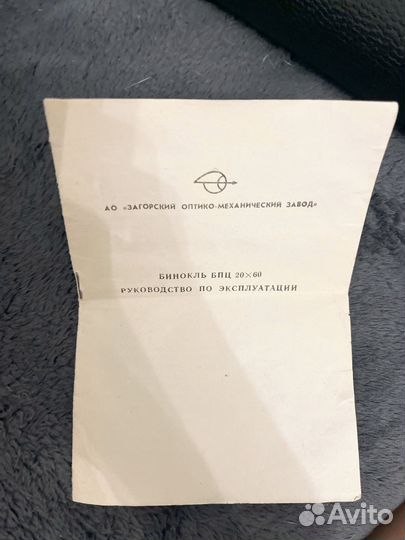 АО «ЗАГОРСКИЙ ОПТИКО-МЕХАНИЧЕСКИЙ ЗАВОД»
БИНОКЛЬ БПЦ 20×60
РУКОВОДСТВО ПО ЭКСПЛУАТАЦИИ
Avito